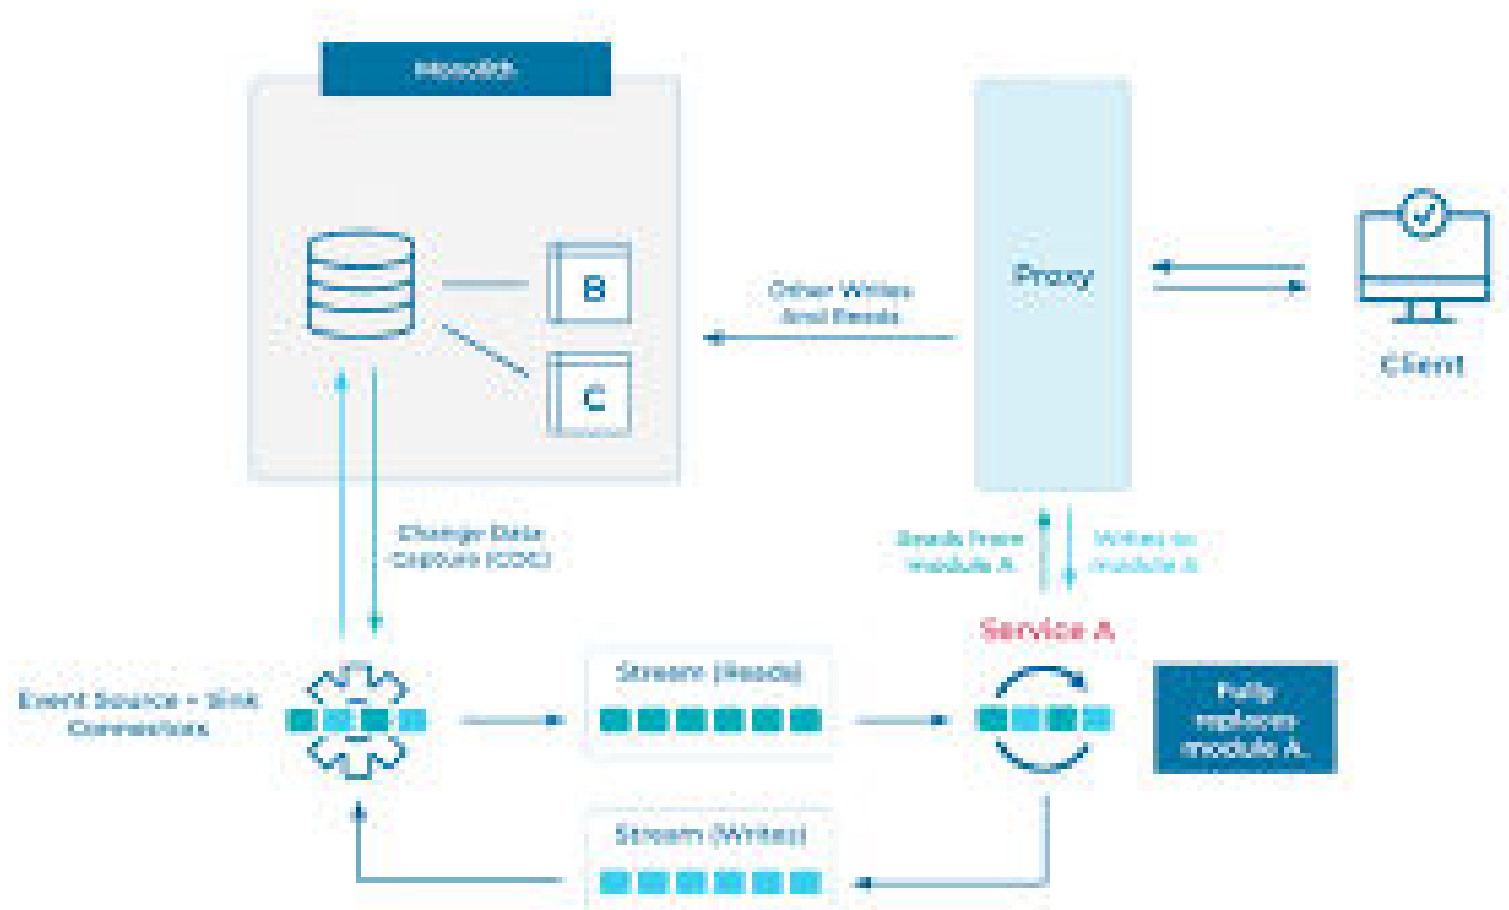 Monolith
B
C
Other Writes
And Reads
Proxy
Client
Change Data
Capture (CDC)
Reads from
module A
Writes to
module A
Service A
Event Source + Sink
Connectors
Stream (Reads)
Fully
replaces
module A.
Stream (Writes)